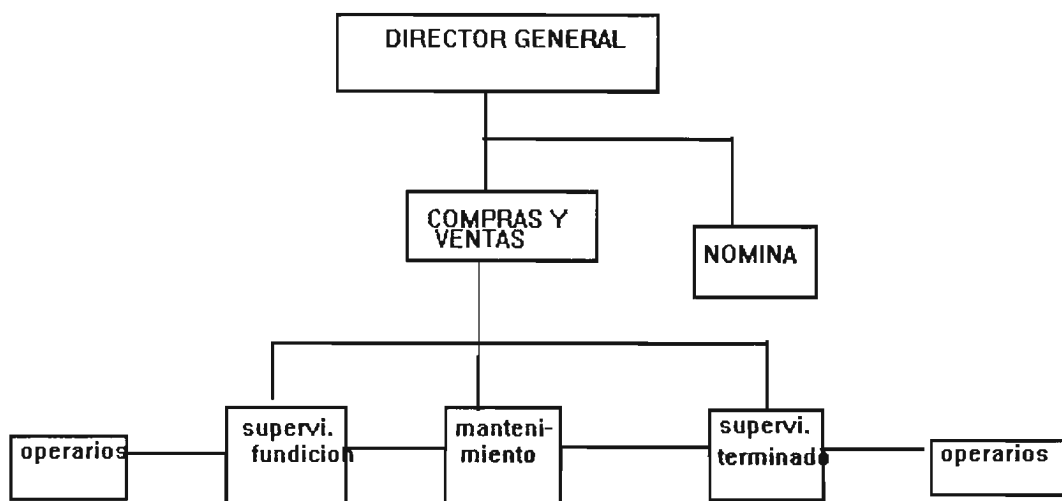 DIRECTOR GENERAL
COMPRAS Y
VENTAS
NOMINA
operarios
supervi.
fundicion
manteni-
miento
supervi.
terminado
operarios